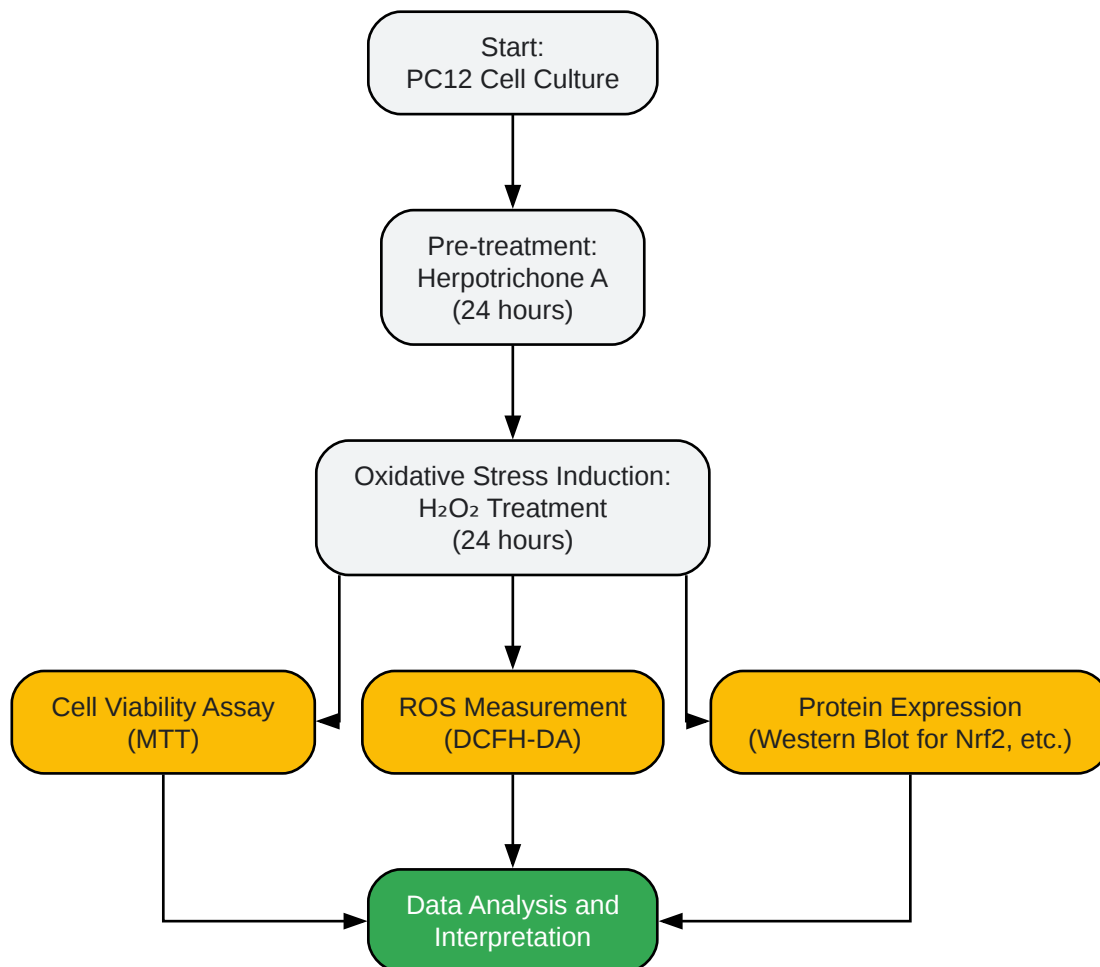 Start:
PC12 Cell Culture
Pre-treatment:
Herpotrichone A
(24 hours)
Oxidative Stress Induction:
H₂O₂ Treatment
(24 hours)
Cell Viability Assay
(MTT)
ROS Measurement
(DCFH-DA)
Protein Expression
(Western Blot for Nrf2, etc.)
Data Analysis and
Interpretation